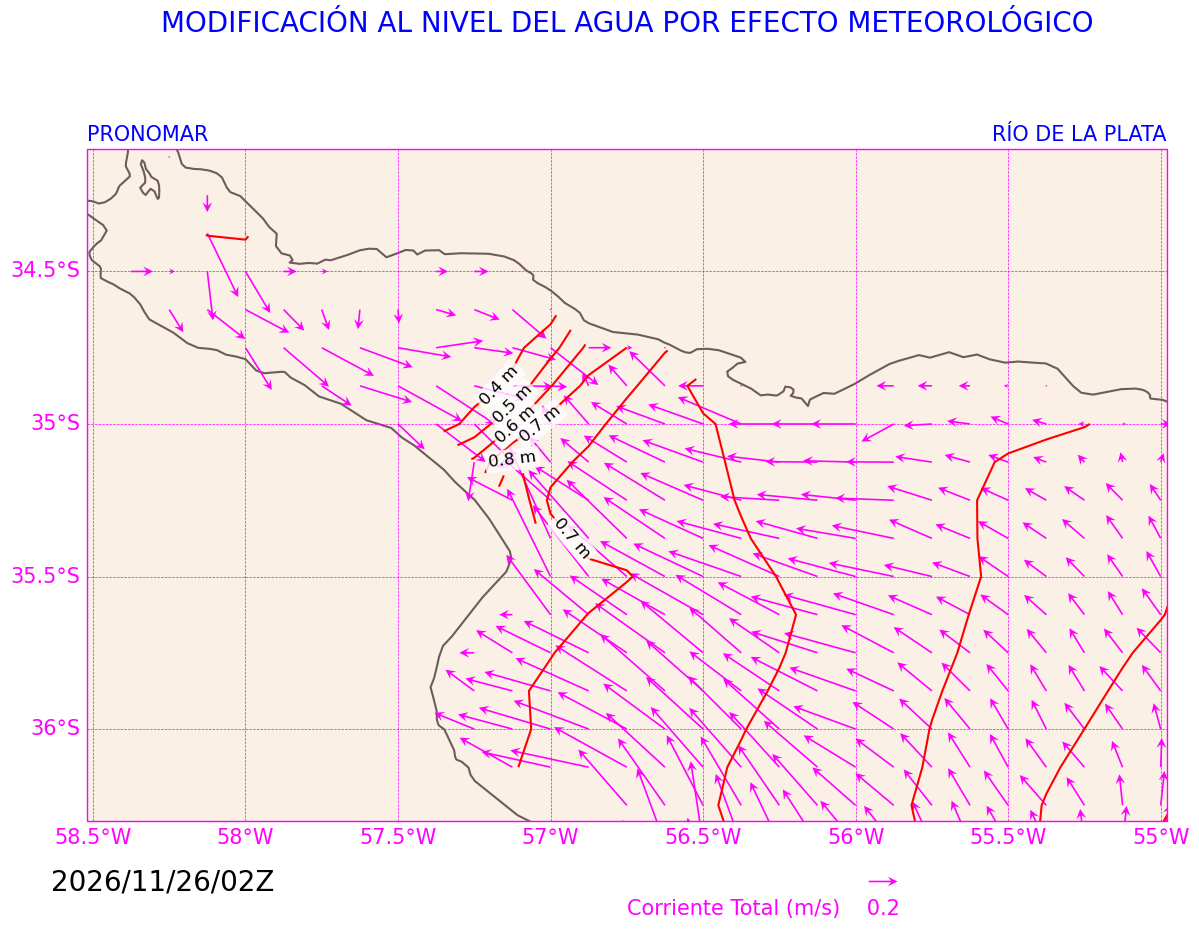 MODIFICACIÓN AL NIVEL DEL AGUA POR EFECTO METEOROLÓGICO
PRONOMAR
RÍO DE LA PLATA
34.5°S
35°S
35.5°S
36°S
0.4 m
0.5 m
0.6 m
0.7 m
0.8 m
0.7 m
58.5°W
58°W
57.5°W
57°W
56.5°W
56°W
55.5°W
55°W
2026/11/26/02Z
Corriente Total (m/s)
0.2